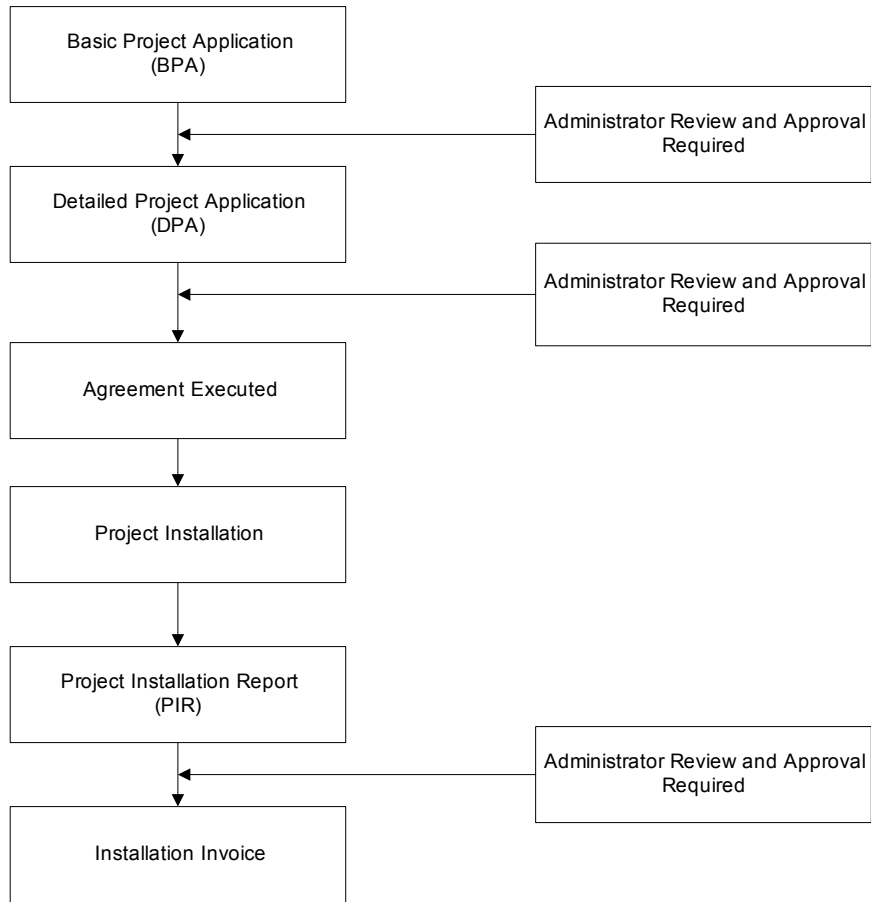 Basic Project Application
(BPA)
Administrator Review and Approval
Required
Detailed Project Application
(DPA)
Administrator Review and Approval
Required
Agreement Executed
Project Installation
Project Installation Report
(PIR)
Administrator Review and Approval
Required
Installation Invoice